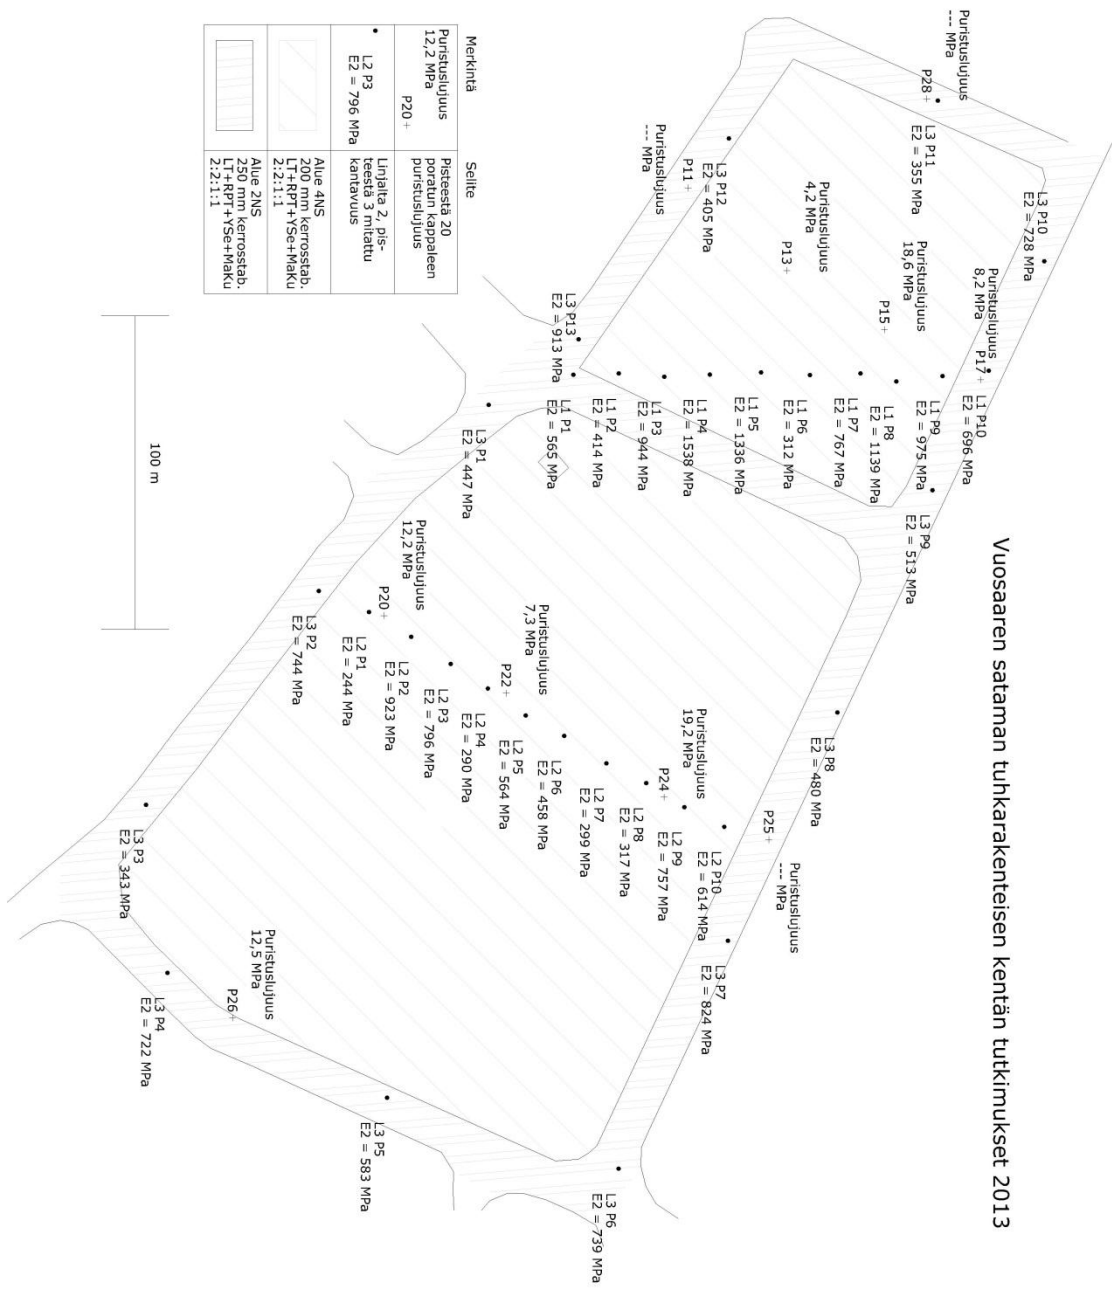 Vuosaaren sataman tuhkarakenteisen kentän tutkimukset 2013
Puristuslujuus
--- MPa
P28
L3 P11
E2 = 355 MPa
L3 P10
E2 = 728 MPa
Puristuslujuus
8,2 MPa
P17
L1 P10
E2 = 696 MPa
Puristuslujuus
18,6 MPa
P15
Puristuslujuus
4,2 MPa
P13
L3 P12
E2 = 405 MPa
P11
Puristuslujuus
--- MPa
L3 P13
E2 = 913 MPa
L1 P1
E2 = 565 MPa
L1 P2
E2 = 414 MPa
L1 P3
E2 = 944 MPa
L1 P4
E2 = 1538 MPa
L1 P5
E2 = 1336 MPa
L1 P6
E2 = 312 MPa
L1 P7
E2 = 767 MPa
L1 P8
E2 = 1139 MPa
L1 P9
E2 = 975 MPa
L3 P9
E2 = 513 MPa
L3 P1
E2 = 447 MPa
L3 P2
E2 = 744 MPa
Puristuslujuus
12,2 MPa
P20
L2 P1
E2 = 244 MPa
L2 P2
E2 = 923 MPa
L2 P3
E2 = 796 MPa
Puristuslujuus
7,3 MPa
P22
L2 P4
E2 = 290 MPa
L2 P5
E2 = 564 MPa
L2 P6
E2 = 458 MPa
L2 P7
E2 = 299 MPa
L2 P8
E2 = 317 MPa
Puristuslujuus
19,2 MPa
P24
L2 P9
E2 = 757 MPa
L2 P10
E2 = 614 MPa
L3 P8
E2 = 480 MPa
P25
Puristuslujuus
--- MPa
L3 P7
E2 = 824 MPa
L3 P3
E2 = 343 MPa
L3 P4
E2 = 722 MPa
Puristuslujuus
12,5 MPa
P26
L3 P5
E2 = 583 MPa
L3 P6
E2 = 739 MPa
Merkintä
Selite
Puristuslujuus
12,2 MPa
P20
Pisteestä 20
poratun kappaleen
puristuslujuus
L2 P3
E2 = 796 MPa
Linjalta 2, pis-
teestä 3 mitattu
kantavuus
Alue 4NS
200 mm kerrosstab.
LT+RPT+YSe+MaKu
2:2:1:1
Alue 2NS
250 mm kerrosstab.
LT+RPT+YSe+MaKu
2:2:1:1
100 m